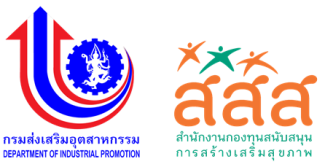 กรมส่งเสริมอุตสาหกรรม
DEPARTMENT OF INDUSTRIAL PROMOTION
สสส
สำนักงานกองทุนสนับสนุน
การสร้างเสริมสุขภาพ